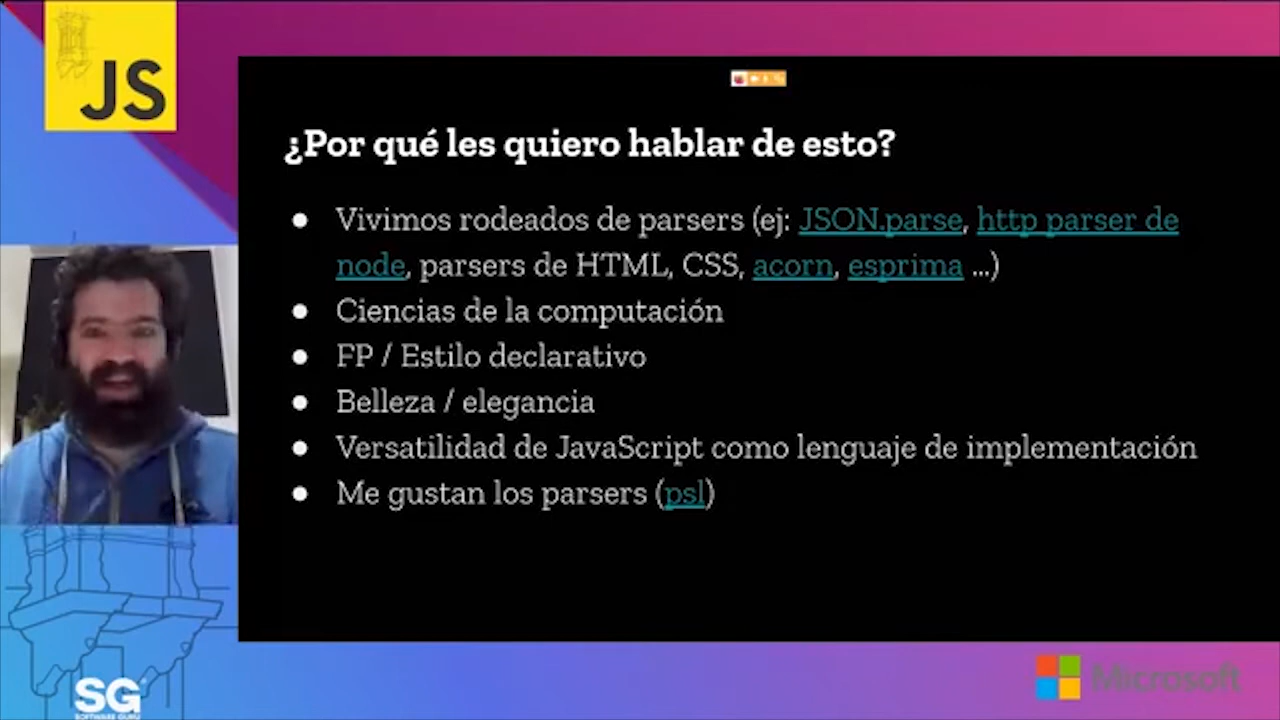 JS
¿Por qué les quiero hablar de esto?
● Vivimos rodeados de parsers (ej: JSON.parse, http parser de
node, parsers de HTML, CSS, acorn, esprima ...)
● Ciencias de la computación
● FP / Estilo declarativo
● Belleza / elegancia
● Versatilidad de JavaScript como lenguaje de implementación
● Me gustan los parsers (psl)
SG
SOFTWARE GURU
Microsoft